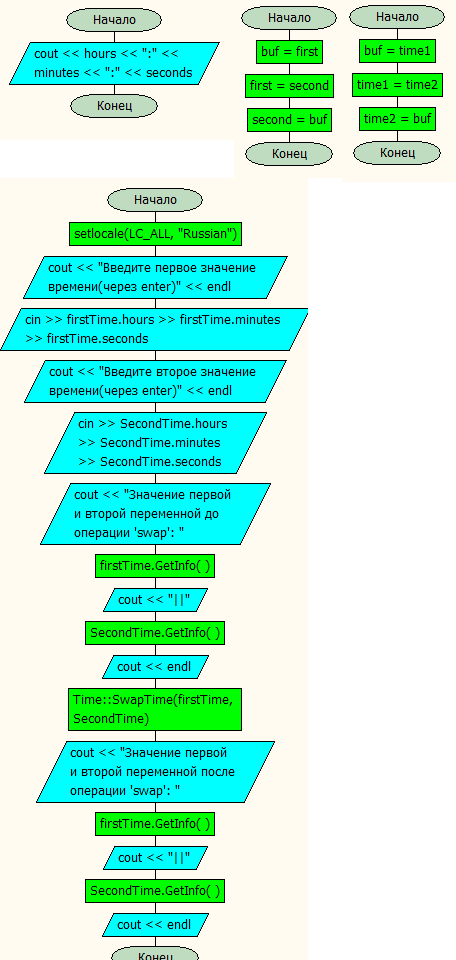 Начало
cout << hours << ":" <<
minutes << ":" << seconds
Конец
Начало
buf = first
first = second
second = buf
Конец
Начало
buf = time1
time1 = time2
time2 = buf
Конец
Начало
setlocale(LC_ALL, "Russian")
cout << "Введите первое значение
времени(через enter)" << endl
cin >> firstTime.hours >> firstTime.minutes
>> firstTime.seconds
cout << "Введите второе значение
времени(через enter)" << endl
cin >> SecondTime.hours
>> SecondTime.minutes
>> SecondTime.seconds
cout << "Значение первой
и второй переменной до
операции 'swap': "
firstTime.GetInfo( )
cout << "||"
SecondTime.GetInfo( )
cout << endl
Time::SwapTime(firstTime,
SecondTime)
cout << "Значение первой
и второй переменной после
операции 'swap': "
firstTime.GetInfo( )
cout << "||"
SecondTime.GetInfo( )
cout << endl
Конец